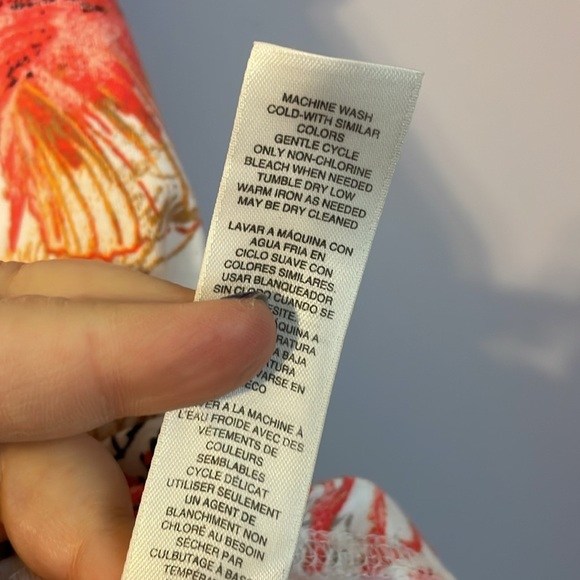 MACHINE WASH
COLD-WITH SIMILAR
COLORS
GENTLE CYCLE
ONLY NON-CHLORINE
BLEACH WHEN NEEDED
TUMBLE DRY LOW
WARM IRON AS NEEDED
MAY BE DRY CLEANED
LAVAR A MÁQUINA CON
AGUA FRIA EN
CICLO SUAVE CON
COLORES SIMILARES
USAR BLANQUEADOR
SIN CLORO CUANDO SE
A BAJA
EN
A LA MACHINE À
L'EAU FROIDE AVEC DES
VÊTEMENTS DE
COULEURS
SEMBLABLES
CYCLE DÉLICAT
UTILISER SEULEMENT
UN AGENT DE
BLANCHIMENT NON
CHLORÉ AU BESOIN
SÉCHER PAR
CULBUTAGE À BASSE